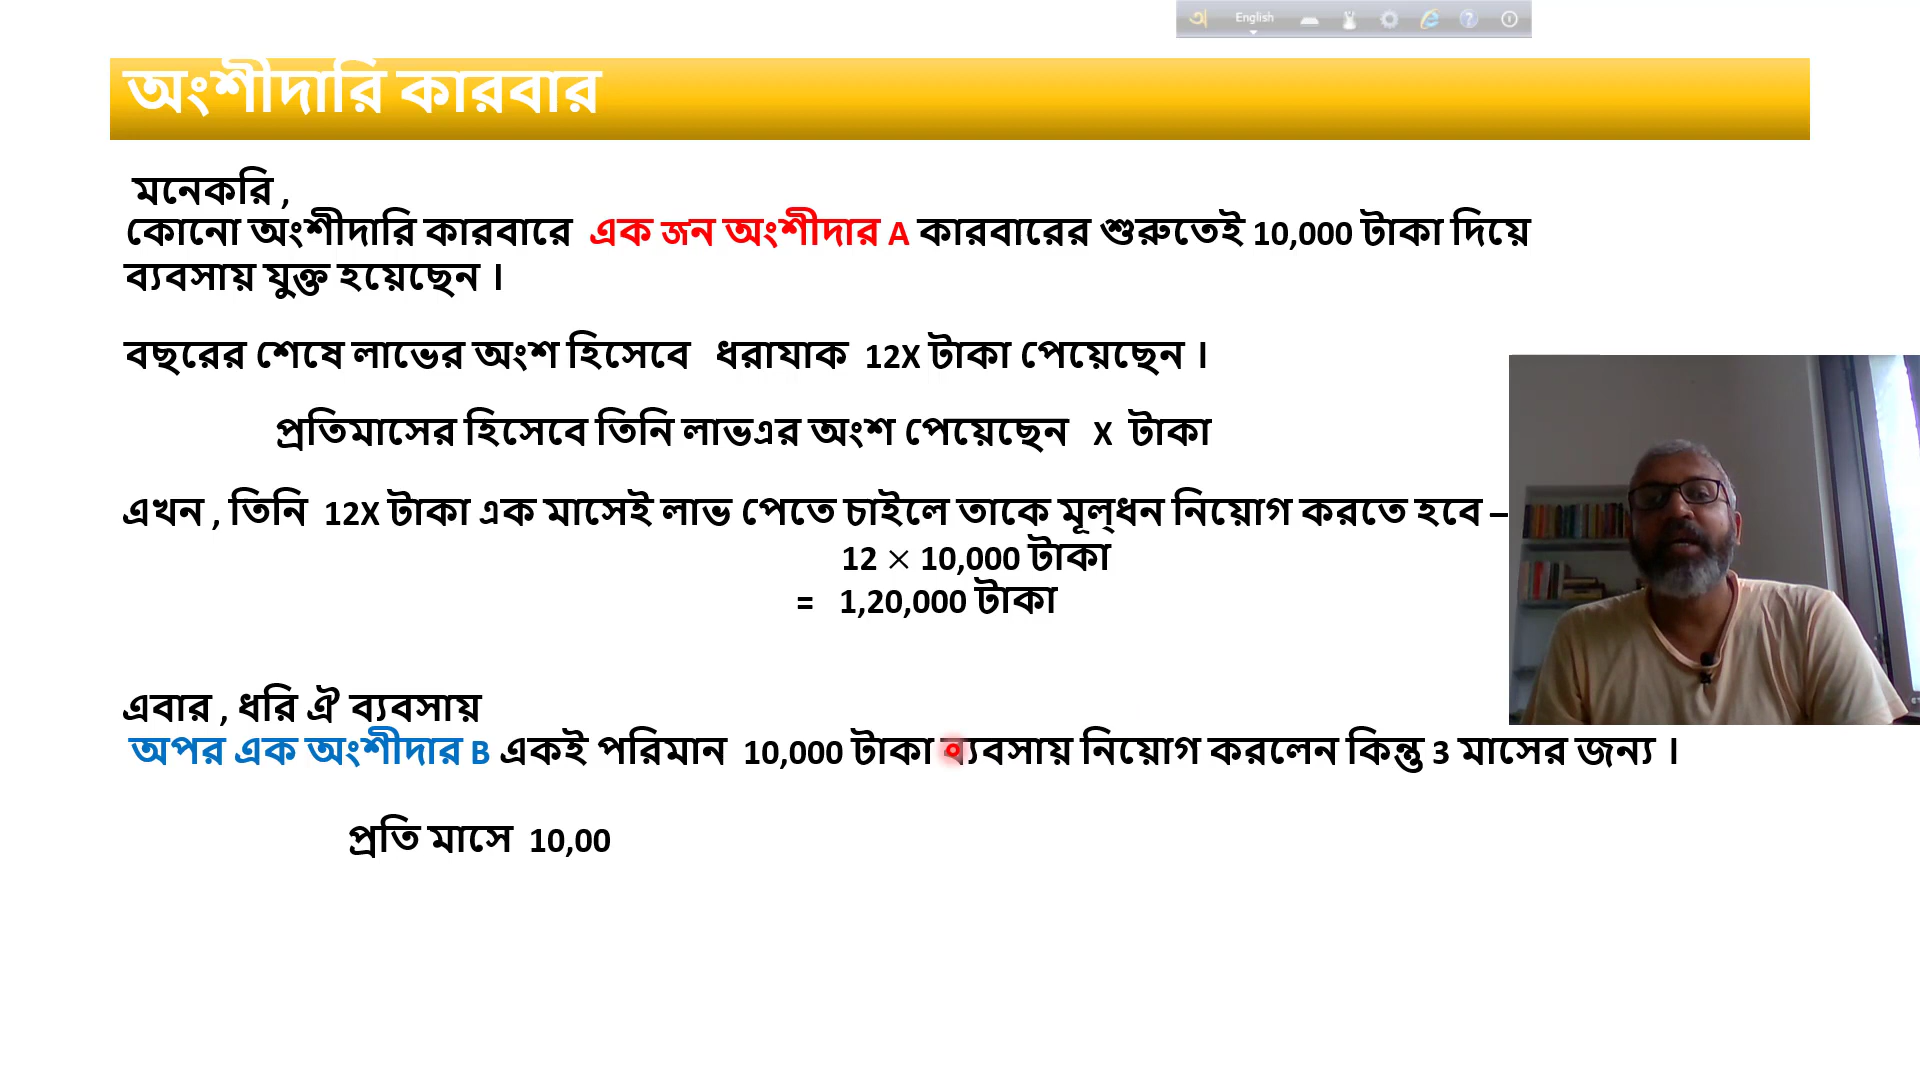 English
অংশীদারি কারবার
মনেকরি ,
কোনো অংশীদারি কারবারে এক জন অংশীদার A কারবারের শুরুতেই 10,000 টাকা দিয়ে
ব্যবসায় যুক্ত হয়েছেন ।
বছরের শেষে লাভের অংশ হিসেবে ধরাযাক 12X টাকা পেয়েছেন ।
প্রতিমাসের হিসেবে তিনি লাভএর অংশ পেয়েছেন X টাকা
এখন , তিনি 12X টাকা এক মাসেই লাভ পেতে চাইলে তাকে মূল্ধন নিয়োগ করতে হবে –
12 × 10,000 টাকা
= 1,20,000 টাকা
এবার , ধরি ঐ ব্যবসায়
অপর এক অংশীদার B একই পরিমান 10,000 টাকা ব্যবসায় নিয়োগ করলেন কিন্তু 3 মাসের জন্য ।
প্রতি মাসে 10,00